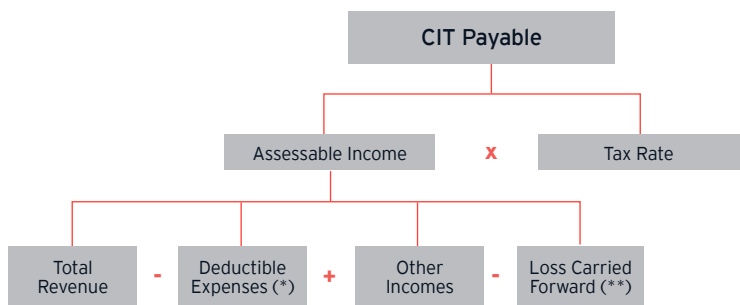 CIT Payable
Assessable Income x Tax Rate
Total Revenue - Deductible Expenses (*) + Other Incomes - Loss Carried Forward (**)